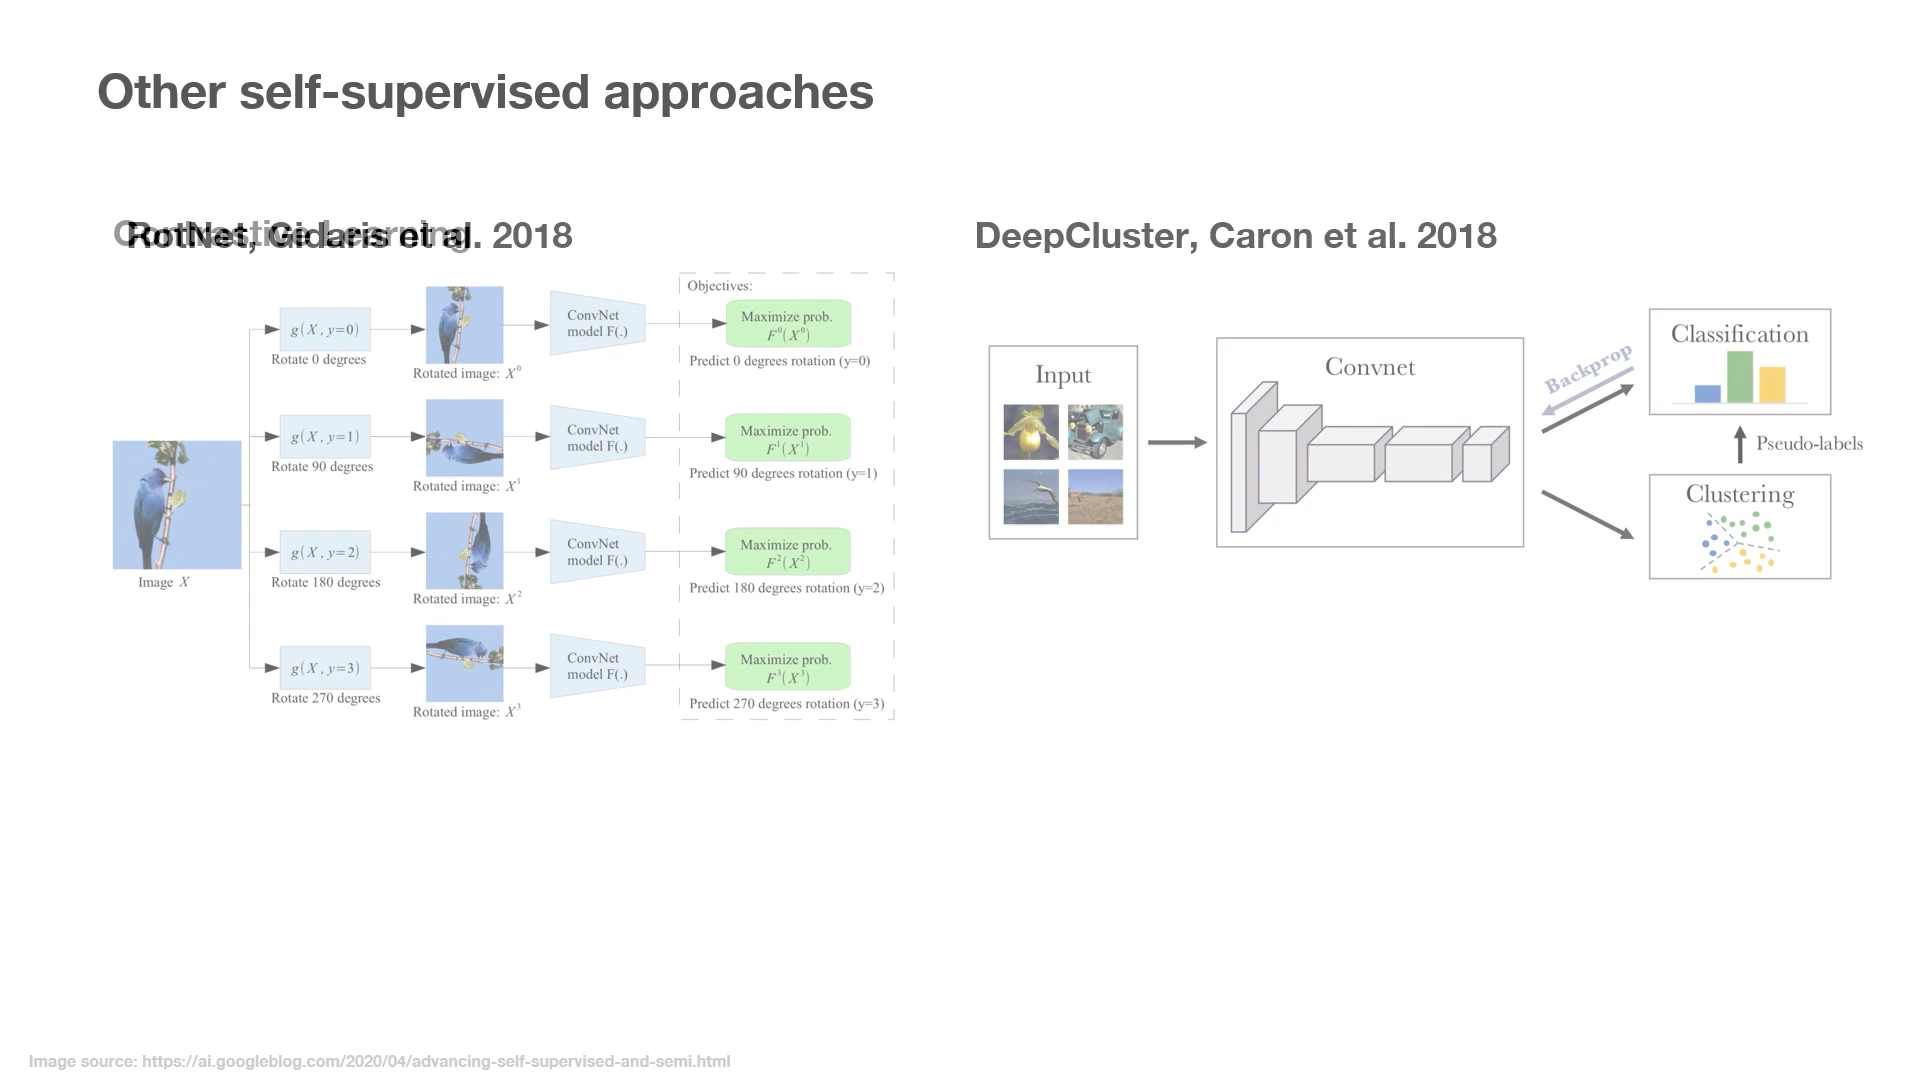 Other self-supervised approaches
Contrastive Learning
RotNet, Gidaris et al. 2018
DeepCluster, Caron et al. 2018
Objectives:
g(X, y=0)
Rotate 0 degrees
Rotated image: X⁰
ConvNet
model F(.)
Maximize prob.
F⁰(X⁰)
Predict 0 degrees rotation (y=0)
g(X, y=1)
Rotate 90 degrees
Rotated image: X¹
ConvNet
model F(.)
Maximize prob.
F¹(X¹)
Predict 90 degrees rotation (y=1)
Image X
g(X, y=2)
Rotate 180 degrees
Rotated image: X²
ConvNet
model F(.)
Maximize prob.
F²(X²)
Predict 180 degrees rotation (y=2)
g(X, y=3)
Rotate 270 degrees
Rotated image: X³
ConvNet
model F(.)
Maximize prob.
F³(X³)
Predict 270 degrees rotation (y=3)
Input
Convnet
Backprop
Classification
Pseudo-labels
Clustering
Image source: https://ai.googleblog.com/2020/04/advancing-self-supervised-and-semi.html